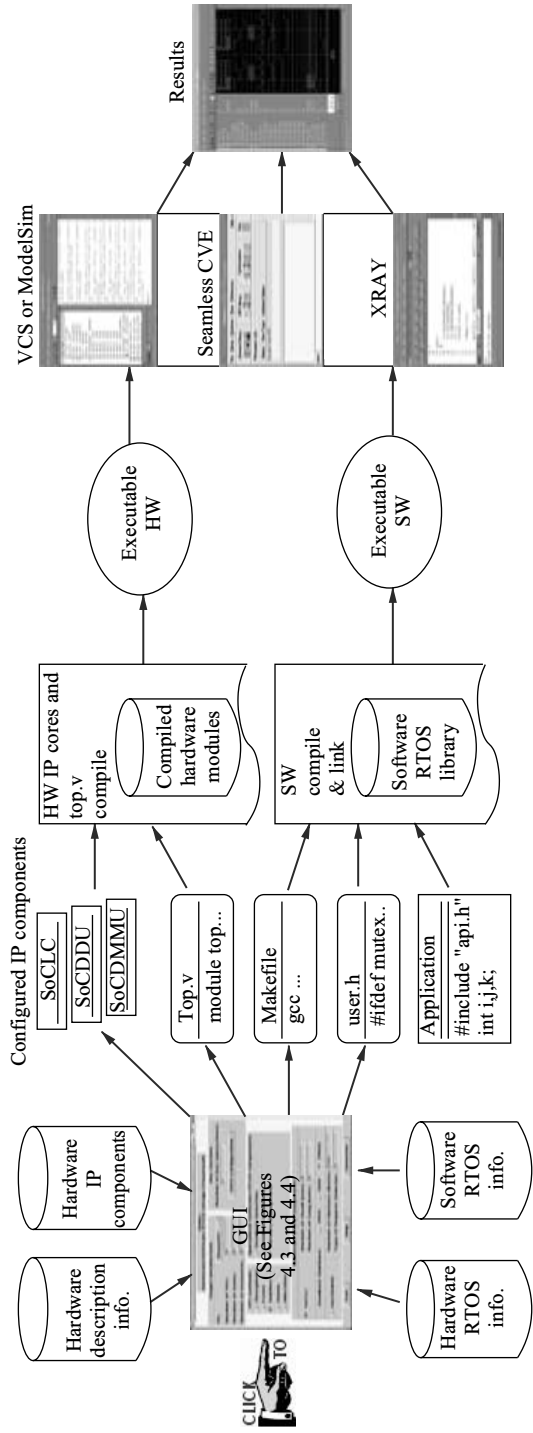 CLICK
TO
Hardware
description
info.
Hardware
IP
components
GUI
(See Figures
4.3 and 4.4)
Hardware
RTOS
info.
Software
RTOS
info.
Configured IP components
SoCLC
SoCDDU
SoCDMMU
Top.v
module top...
Makefile
gcc ...
user.h
#ifdef mutex..
Application
#include "api.h"
int i,j,k;
HW IP cores and
top.v
compile
Compiled
hardware
modules
SW
compile
& link
Software
RTOS
library
Executable
HW
Executable
SW
VCS or ModelSim
Seamless CVE
XRAY
Results